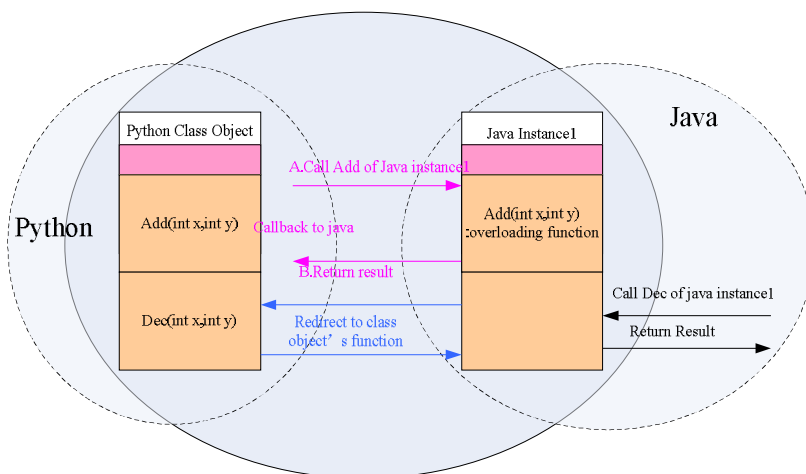 Java
Python Class Object
Java Instance1
A.Call Add of Java instance1
Python
Add(int x,int y)
Callback to java
Add(int x,int y)
:overloading function
B.Return result
Call Dec of java instance1
Dec(int x,int y)
Redirect to class
object’s function
Return Result